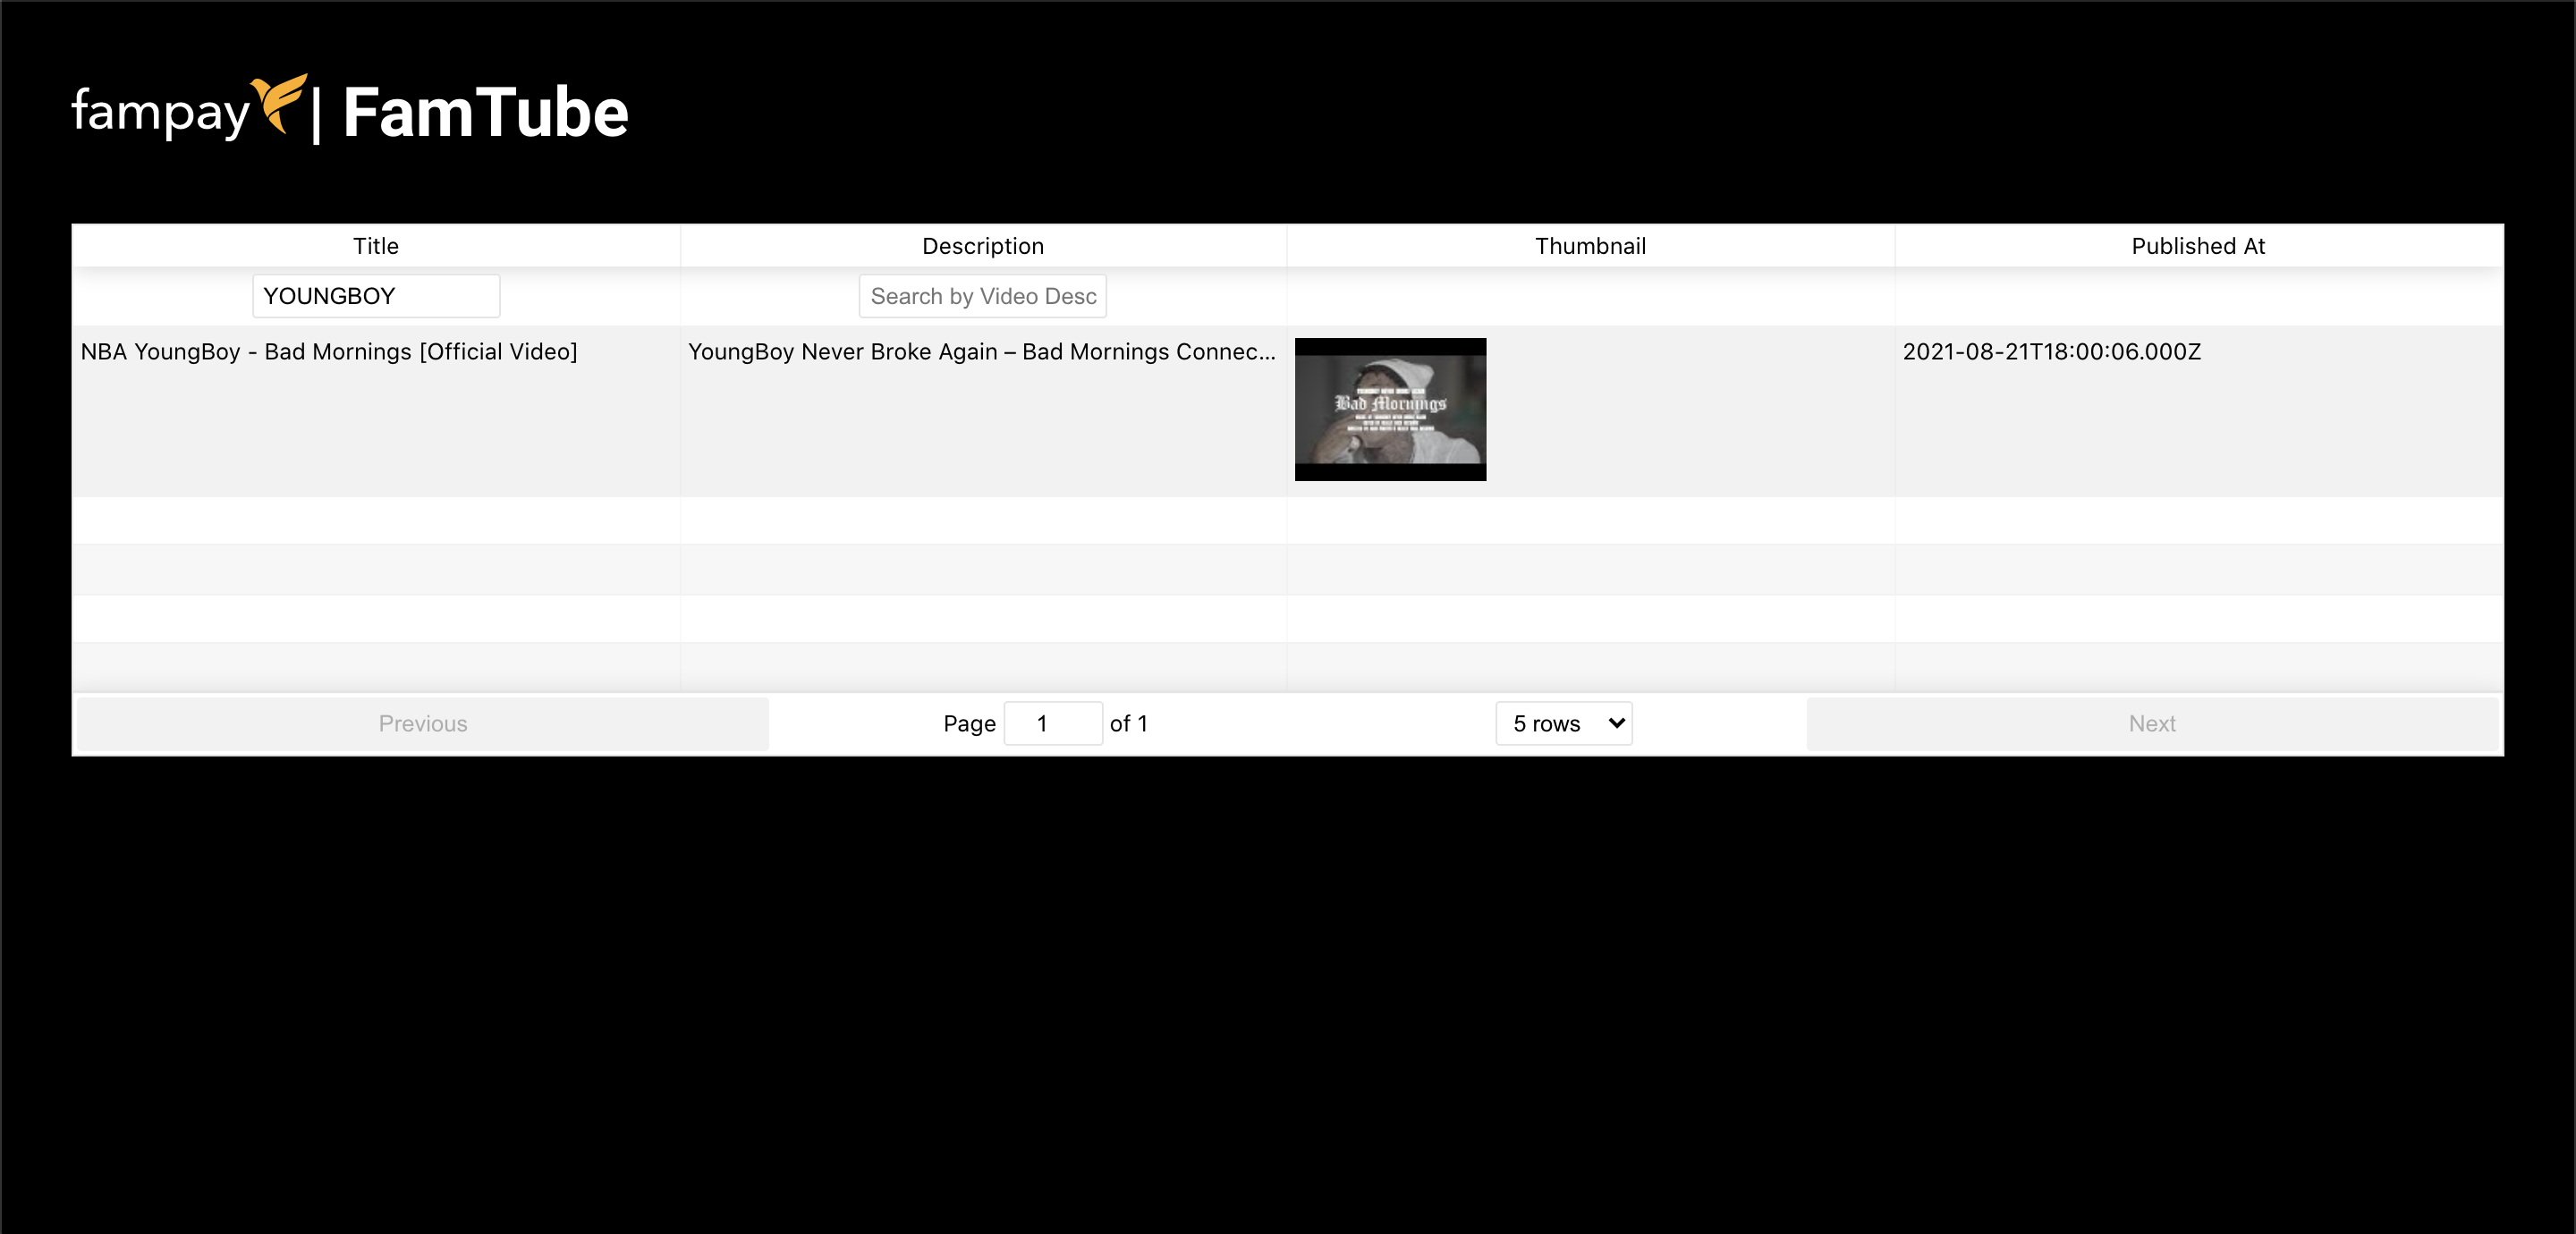 fampay | FamTube
Title Description Thumbnail Published At
YOUNGBOY Search by Video Desc
NBA YoungBoy - Bad Mornings [Official Video] YoungBoy Never Broke Again – Bad Mornings Connec... 2021-08-21T18:00:06.000Z
Bad Mornings
Previous Page 1 of 1 5 rows Next